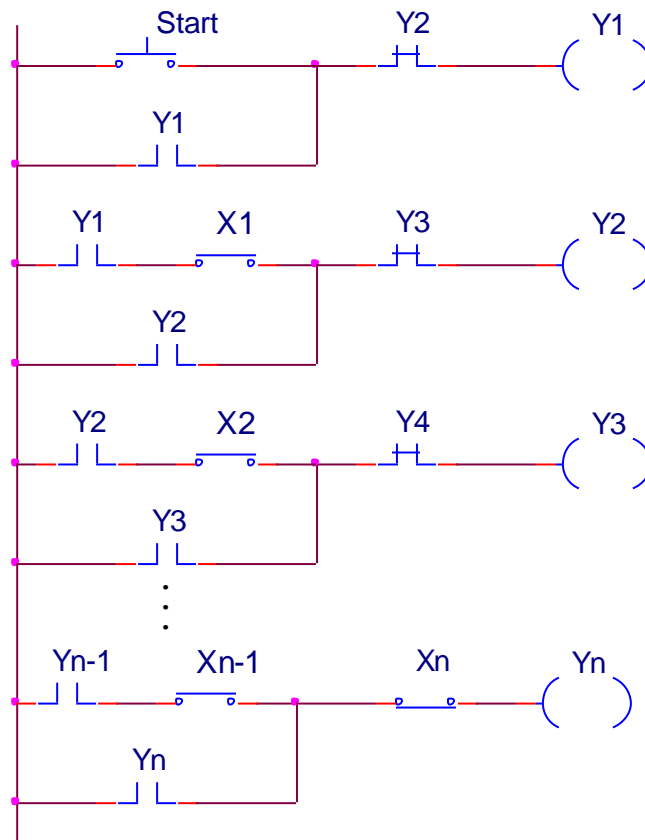 Start Y2 Y1
Y1
Y1 X1 Y3 Y2
Y2
Y2 X2 Y4 Y3
Y3
Yn-1 Xn-1 Xn Yn
Yn